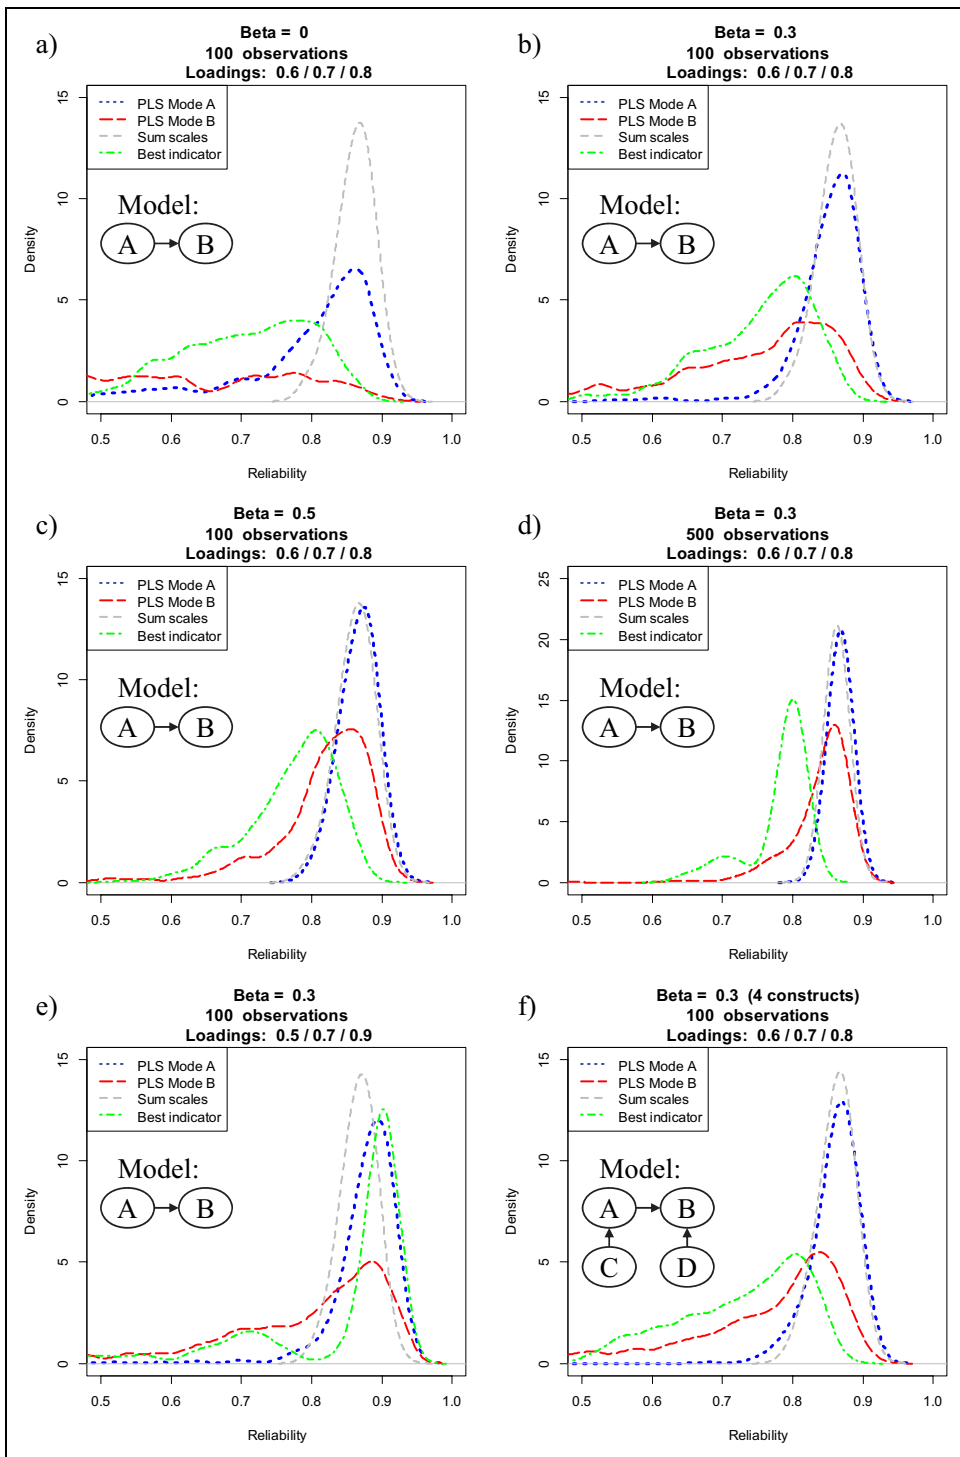 a)
Beta = 0
100 observations
Loadings: 0.6 / 0.7 / 0.8
PLS Mode A
PLS Mode B
Sum scales
Best indicator
Model:
A B
Density
0 5 10 15
0.5 0.6 0.7 0.8 0.9 1.0
Reliability
b)
Beta = 0.3
100 observations
Loadings: 0.6 / 0.7 / 0.8
PLS Mode A
PLS Mode B
Sum scales
Best indicator
Model:
A B
Density
0 5 10 15
0.5 0.6 0.7 0.8 0.9 1.0
Reliability
c)
Beta = 0.5
100 observations
Loadings: 0.6 / 0.7 / 0.8
PLS Mode A
PLS Mode B
Sum scales
Best indicator
Model:
A B
Density
0 5 10 15
0.5 0.6 0.7 0.8 0.9 1.0
Reliability
d)
Beta = 0.3
500 observations
Loadings: 0.6 / 0.7 / 0.8
PLS Mode A
PLS Mode B
Sum scales
Best indicator
Model:
A B
Density
0 5 10 15 20 25
0.5 0.6 0.7 0.8 0.9 1.0
Reliability
e)
Beta = 0.3
100 observations
Loadings: 0.5 / 0.7 / 0.9
PLS Mode A
PLS Mode B
Sum scales
Best indicator
Model:
A B
Density
0 5 10 15
0.5 0.6 0.7 0.8 0.9 1.0
Reliability
f)
Beta = 0.3 (4 constructs)
100 observations
Loadings: 0.6 / 0.7 / 0.8
PLS Mode A
PLS Mode B
Sum scales
Best indicator
Model:
A B
C D
Density
0 5 10 15
0.5 0.6 0.7 0.8 0.9 1.0
Reliability